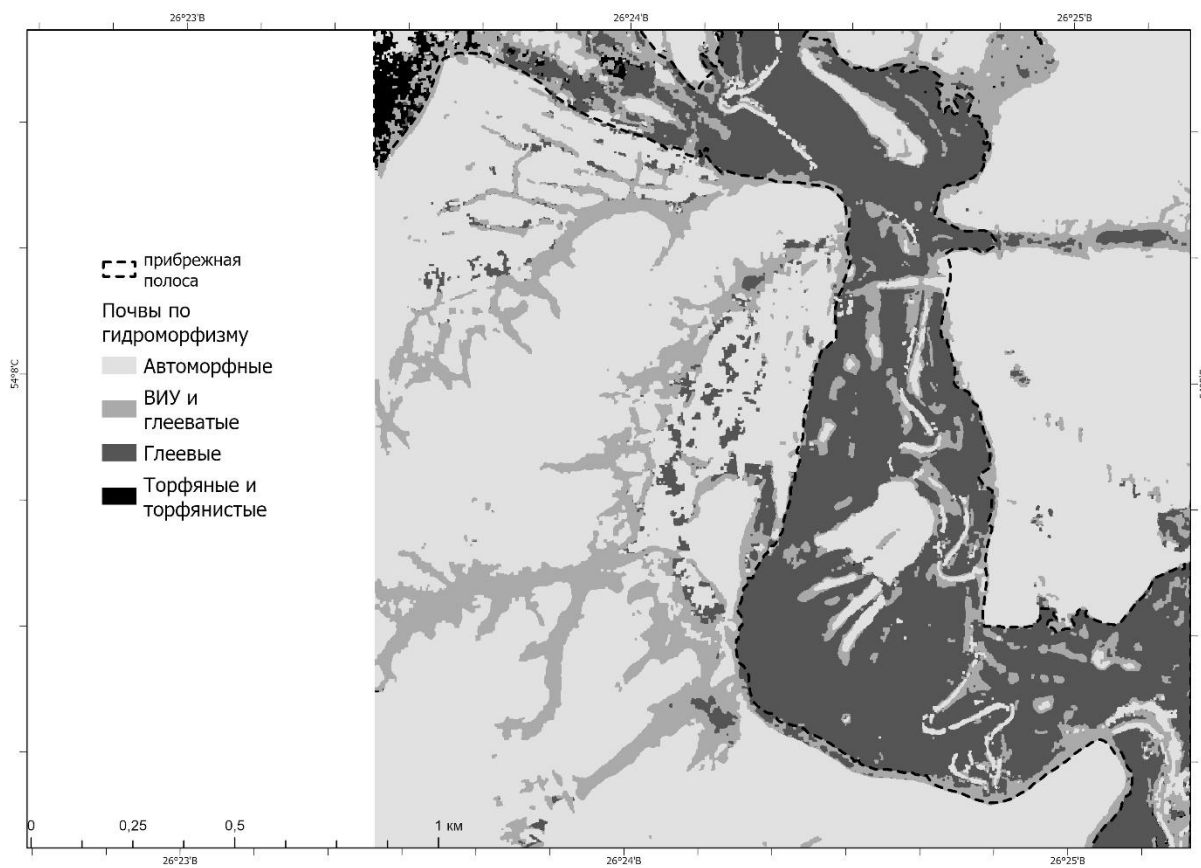 26°23'В 26°24'В 26°25'В
прибрежная
полоса
Почвы по
гидроморфизму
Автоморфные
ВИУ и
глееватые
Глеевые
Торфяные и
торфянистые
54°8'С
0 0,25 0,5 1 км
26°23'В 26°24'В 26°25'В